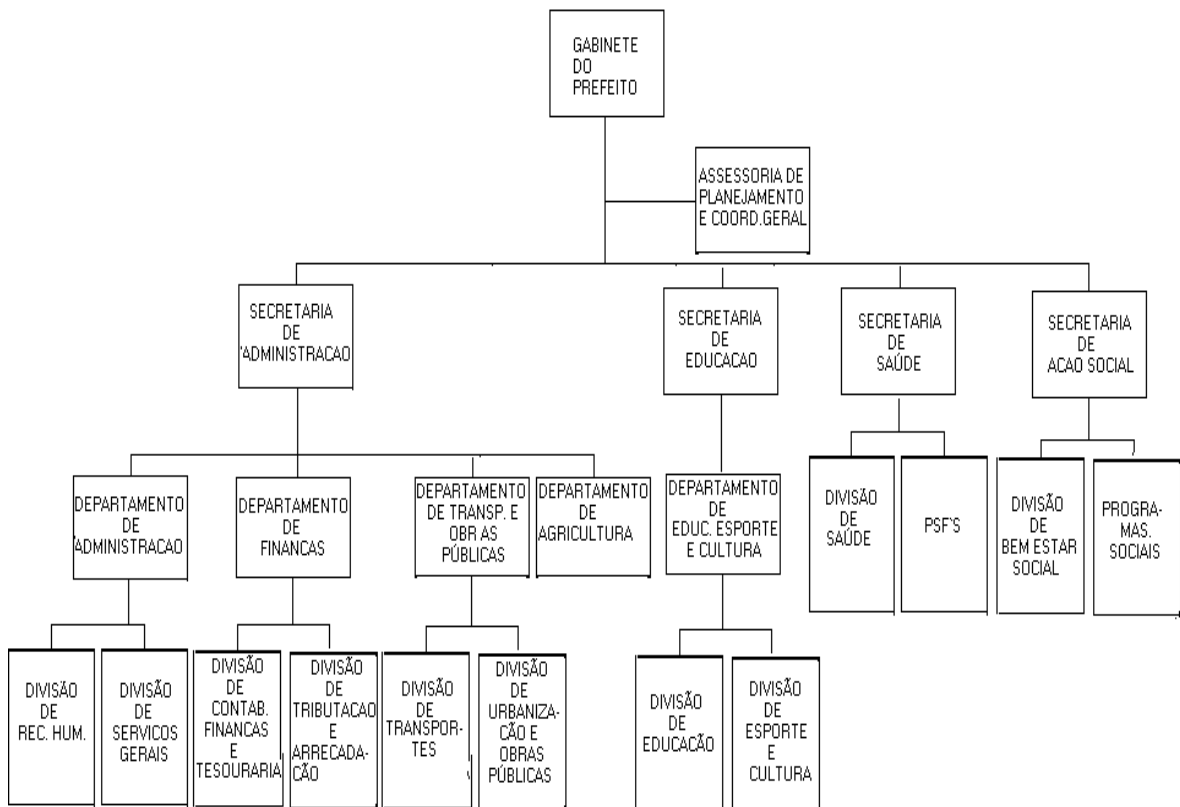 GABINETE
DO
PREFEITO
ASSESSORIA DE
PLANEJAMENTO
E COORD.GERAL
SECRETARIA
DE
'ADMINISTRACAO
SECRETARIA
DE
EDUCACAO
SECRETARIA
DE
SAÚDE
SECRETARIA
DE
ACAO SOCIAL
DEPARTAMENTO
DE
'ADMINISTRACAO
DEPARTAMENTO
DE
FINANCAS
DEPARTAMENTO
DE TRANSP. E
OBR AS
PÚBLICAS
DEPARTAMENTO
DE
AGRICULTURA
DEPARTAMENTO
DE
EDUC. ESPORTE
E CULTURA
DIVISÃO
DE
SAÚDE
PSF'S
DIVISÃO
DE
BEM ESTAR
SOCIAL
PROGRA-
MAS.
SOCIAIS
DIVISÃO
DE
REC. HUM.
DIVISÃO
DE
SERVICOS
GERAIS
DIVISÃO
DE
CONTAB.
FINANCAS
E
TESOURARIA
DIVISÃO
DE
TRIBUTACAO
E
ARRECADA-
CÃO
DIVISÃO
DE
TRANSPOR-
TES
DIVISÃO
DE
URBANIZA-
CÃO E
OBRAS
PÚBLICAS
DIVISÃO
DE
EDUCACÃO
DIVISÃO
DE
ESPORTE
E
CULTURA